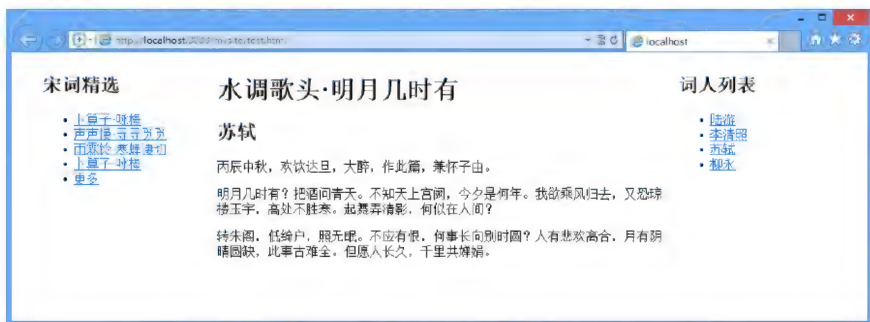 localhost
宋词精选
卜算子·咏梅
声声慢·寻寻觅觅
雨霖铃·寒蝉凄切
卜算子·咏梅
更多
水调歌头·明月几时有
苏轼
丙辰中秋，欢饮达旦，大醉，作此篇，兼怀子由。
明月几时有？把酒问青天。不知天上宫阙，今夕是何年。我欲乘风归去，又恐琼
楼玉宇，高处不胜寒。起舞弄清影，何似在人间？
转朱阁，低绮户，照无眠。不应有恨，何事长向别时圆？人有悲欢离合，月有阴
晴圆缺，此事古难全。但愿人长久，千里共婵娟。
词人列表
陆游
李清照
苏轼
柳永